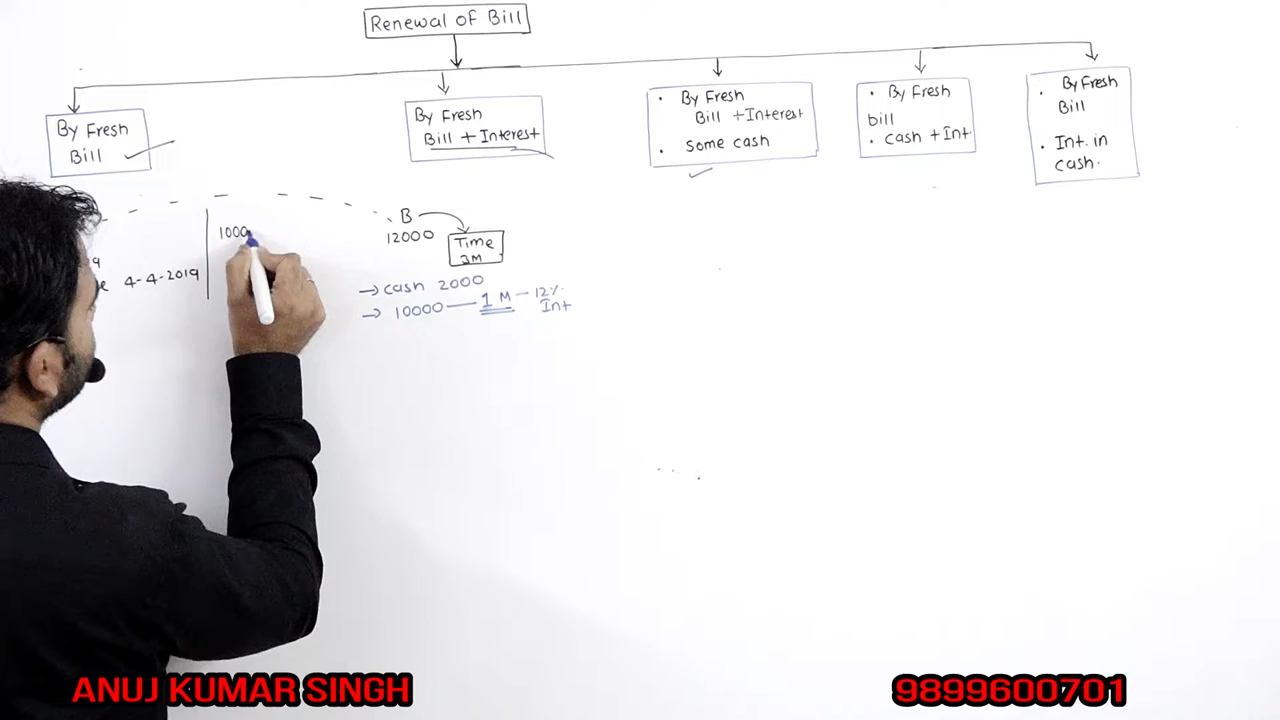 Renewal of Bill
By Fresh
Bill
By Fresh
Bill + Interest
• By Fresh
Bill + Interest
• some cash
• By Fresh
bill
• cash + Int
• By Fresh
Bill
• Int. in
cash.
B
12000
Time
3M
4-4-2019
1000
→ cash 2000
→ 10000 — 1 M – 12%
Int
ANUJ KUMAR SINGH
9899600701